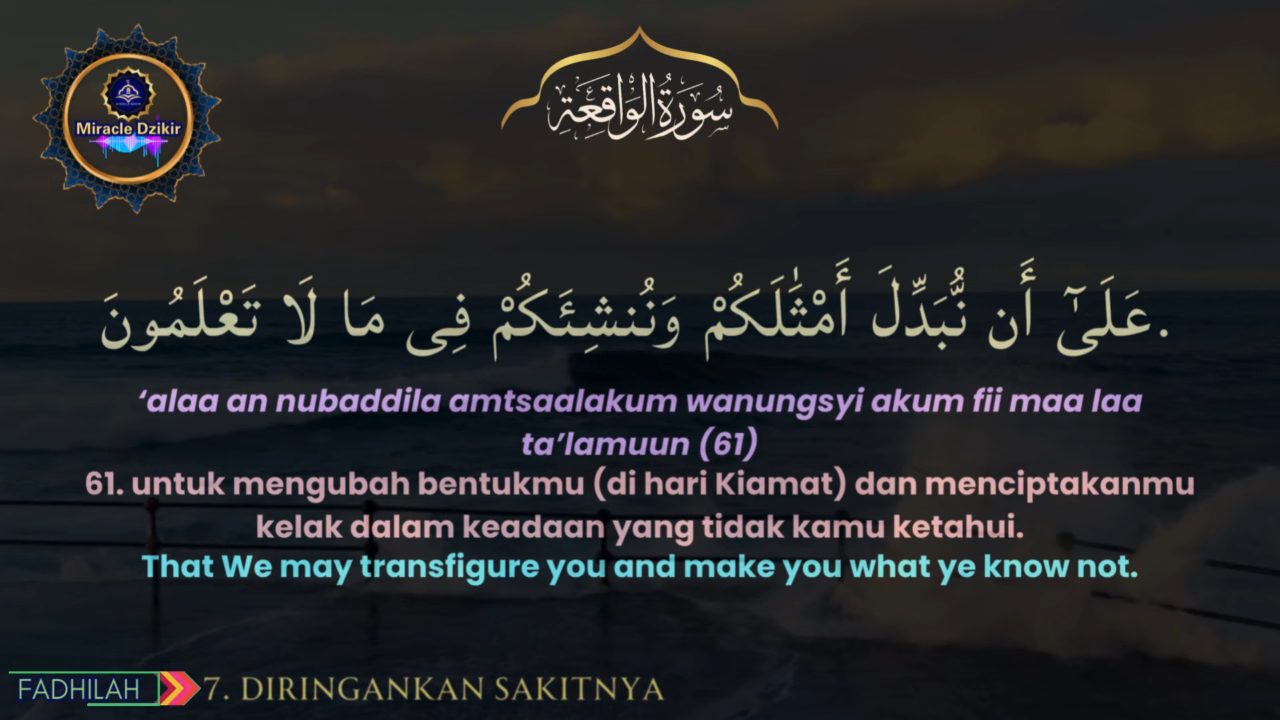 Miracle Dzikir
سُورَةُ الْوَاقِعَةِ
عَلَىٰٓ أَن نُّبَدِّلَ أَمْثَٰلَكُمْ وَنُنشِئَكُمْ فِى مَا لَا تَعْلَمُونَ.
‘alaa an nubaddila amtsaalakum wanungsyi akum fii maa laa
ta’lamuun (61)
61. untuk mengubah bentukmu (di hari Kiamat) dan menciptakanmu
kelak dalam keadaan yang tidak kamu ketahui.
That We may transfigure you and make you what ye know not.
FADHILAH 7. DIRINGANKAN SAKITNYA